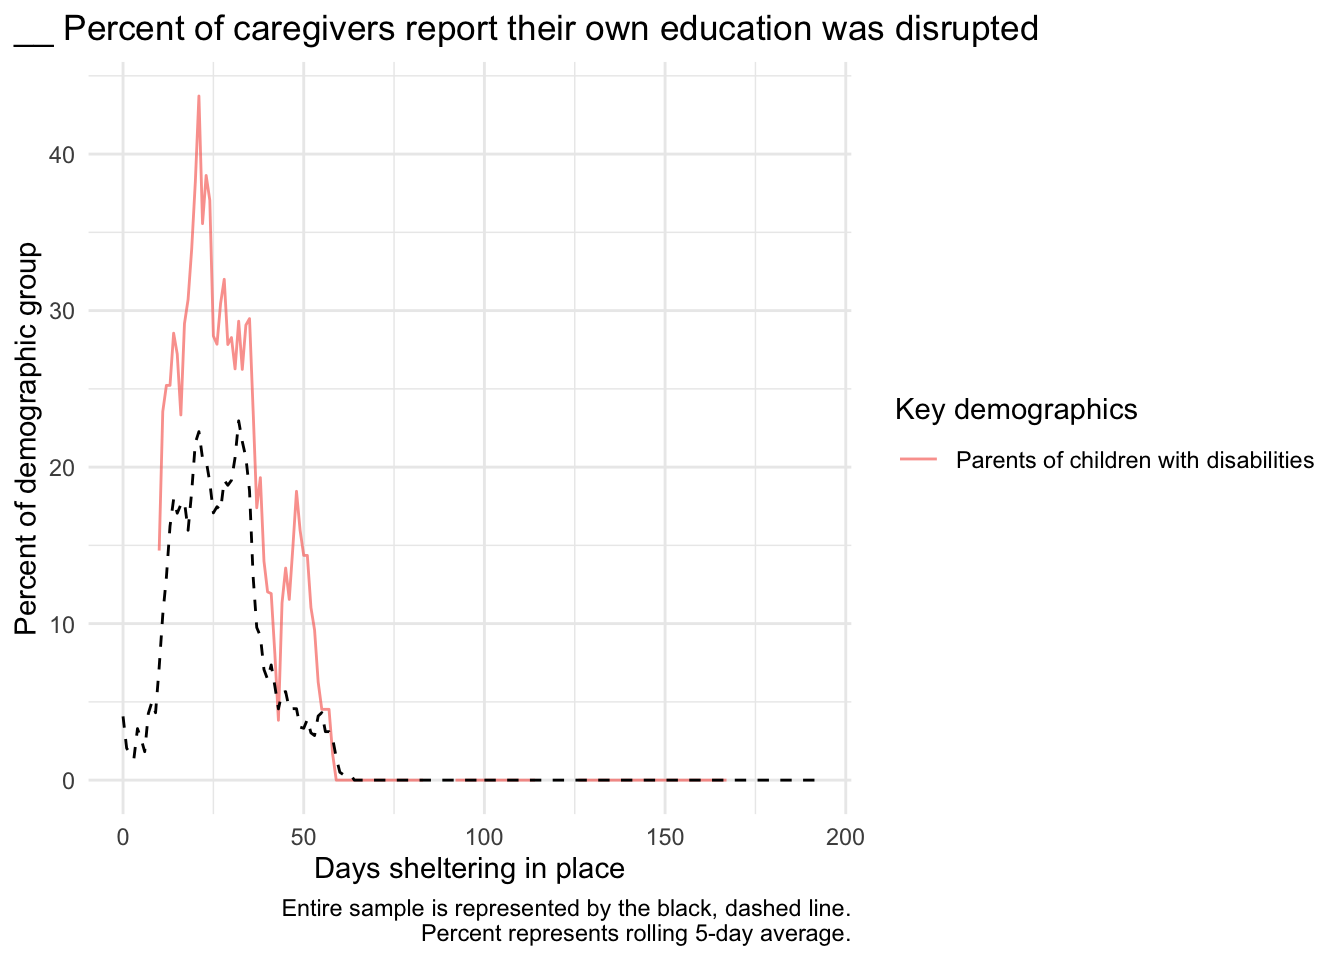 __ Percent of caregivers report their own education was disrupted
Percent of demographic group
40
30
20
10
0
0 50 100 150 200
Days sheltering in place
Key demographics
Parents of children with disabilities
Entire sample is represented by the black, dashed line.
Percent represents rolling 5-day average.